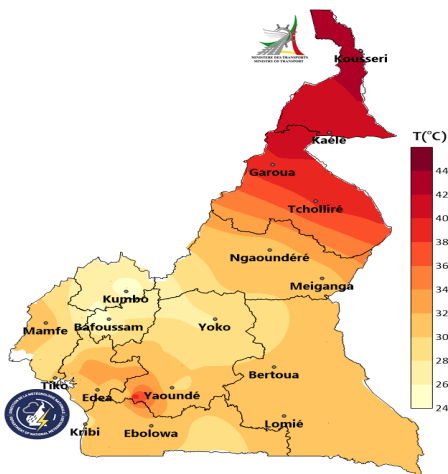 MINISTERE DES TRANSPORTS
MINISTRY OF TRANSPORT
Kousseri
Kaélé
T(°C)
Garoua
Tcholliré
Ngaoundéré
Meiganga
Kumbo
Mamfe
Bafoussam
Yoko
Tiko
Edea
Yaoundé
Bertoua
Kribi
Ebolowa
Lomié
44
42
40
38
36
34
32
30
28
26
24